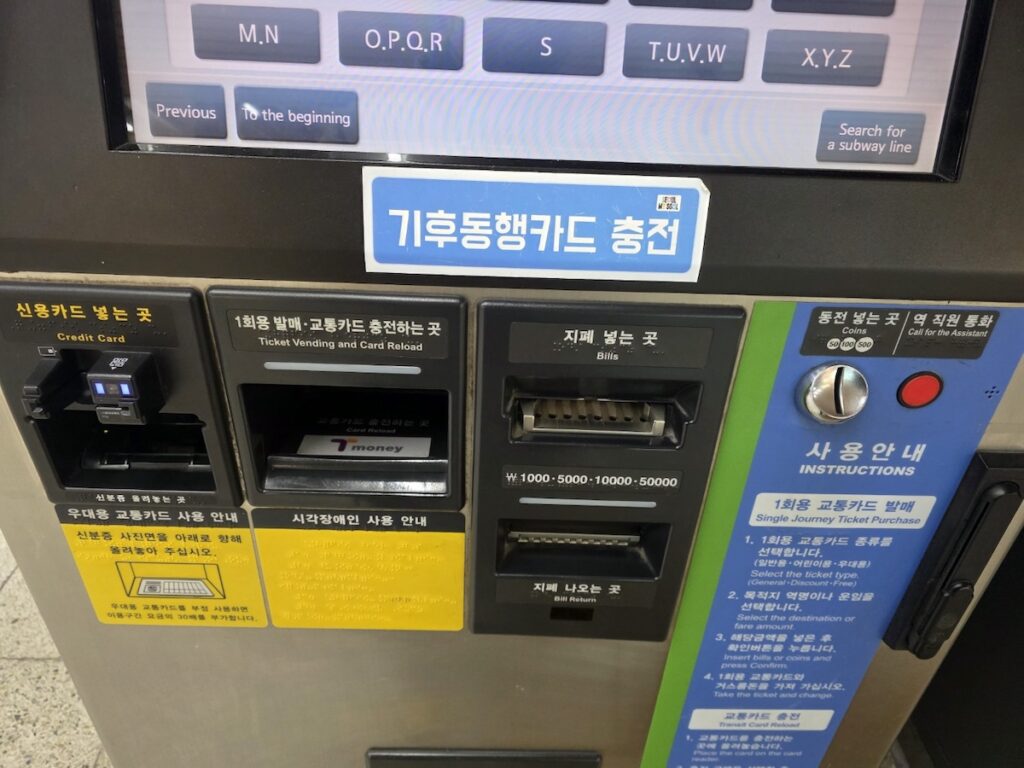 M.N
O.P.Q.R
S
T.U.V.W
X.Y.Z
Previous
To the beginning
Search for
a subway line
기후동행카드 충전
신용카드 넣는 곳
Credit Card
신분증 올려놓는 곳
우대용 교통카드 사용 안내
신분증 사진면을 아래로 향해
올려놓아 주십시오.
우대용 교통카드를 부정 사용하면
이용구간 요금의 30배를 부가합니다.
1회용 발매·교통카드 충전하는 곳
Ticket Vending and Card Reload
교통카드 충전하는 곳
Card Reload
T money
시각장애인 사용 안내
지폐 넣는 곳
Bills
₩ 1000·5000·10000·50000
지폐 나오는 곳
Bill Return
동전 넣는 곳
Coins
50 100 500
역 직원 통화
Call for the Assistant
사용안내
INSTRUCTIONS
1회용 교통카드 발매
Single Journey Ticket Purchase
1. 1회용 교통카드 종류를
선택합니다.
(일반용·어린이용·우대용)
Select the ticket type.
(General·Discount·Free)
2. 목적지 역명이나 운임을
선택합니다.
Select the destination or
fare amount.
3. 해당금액을 넣은 후
확인버튼을 누릅니다.
Insert bills or coins and
press Confirm.
4. 1회용 교통카드와
거스름돈을 가져 가십시오.
Take the ticket and change.
교통카드 충전
Transit Card Reload
1. 교통카드를 충전하는
곳에 올려놓습니다.
Place the card on the card
reader.